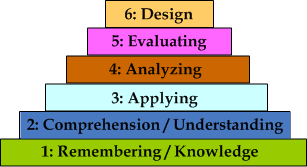 6: Design
5: Evaluating
4: Analyzing
3: Applying
2: Comprehension / Understanding
1: Remembering / Knowledge